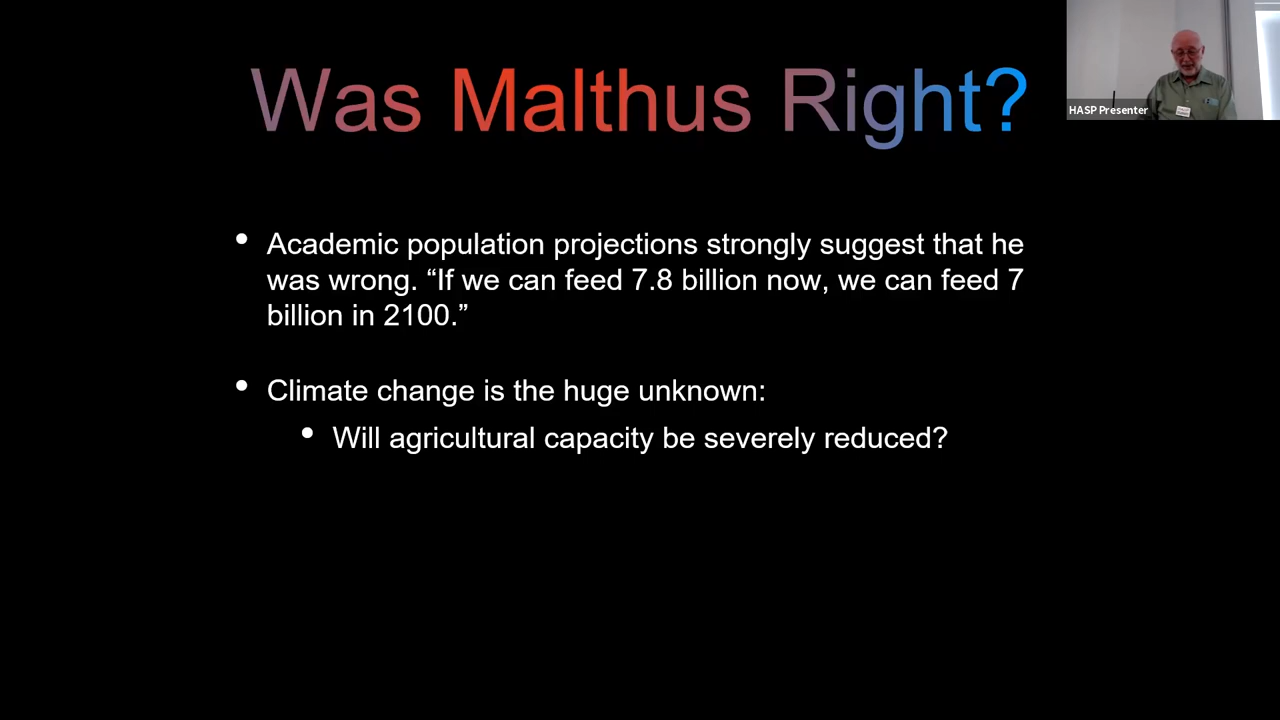 Was Malthus Right?
HASP Presenter
• Academic population projections strongly suggest that he
was wrong. “If we can feed 7.8 billion now, we can feed 7
billion in 2100.”
• Climate change is the huge unknown:
• Will agricultural capacity be severely reduced?